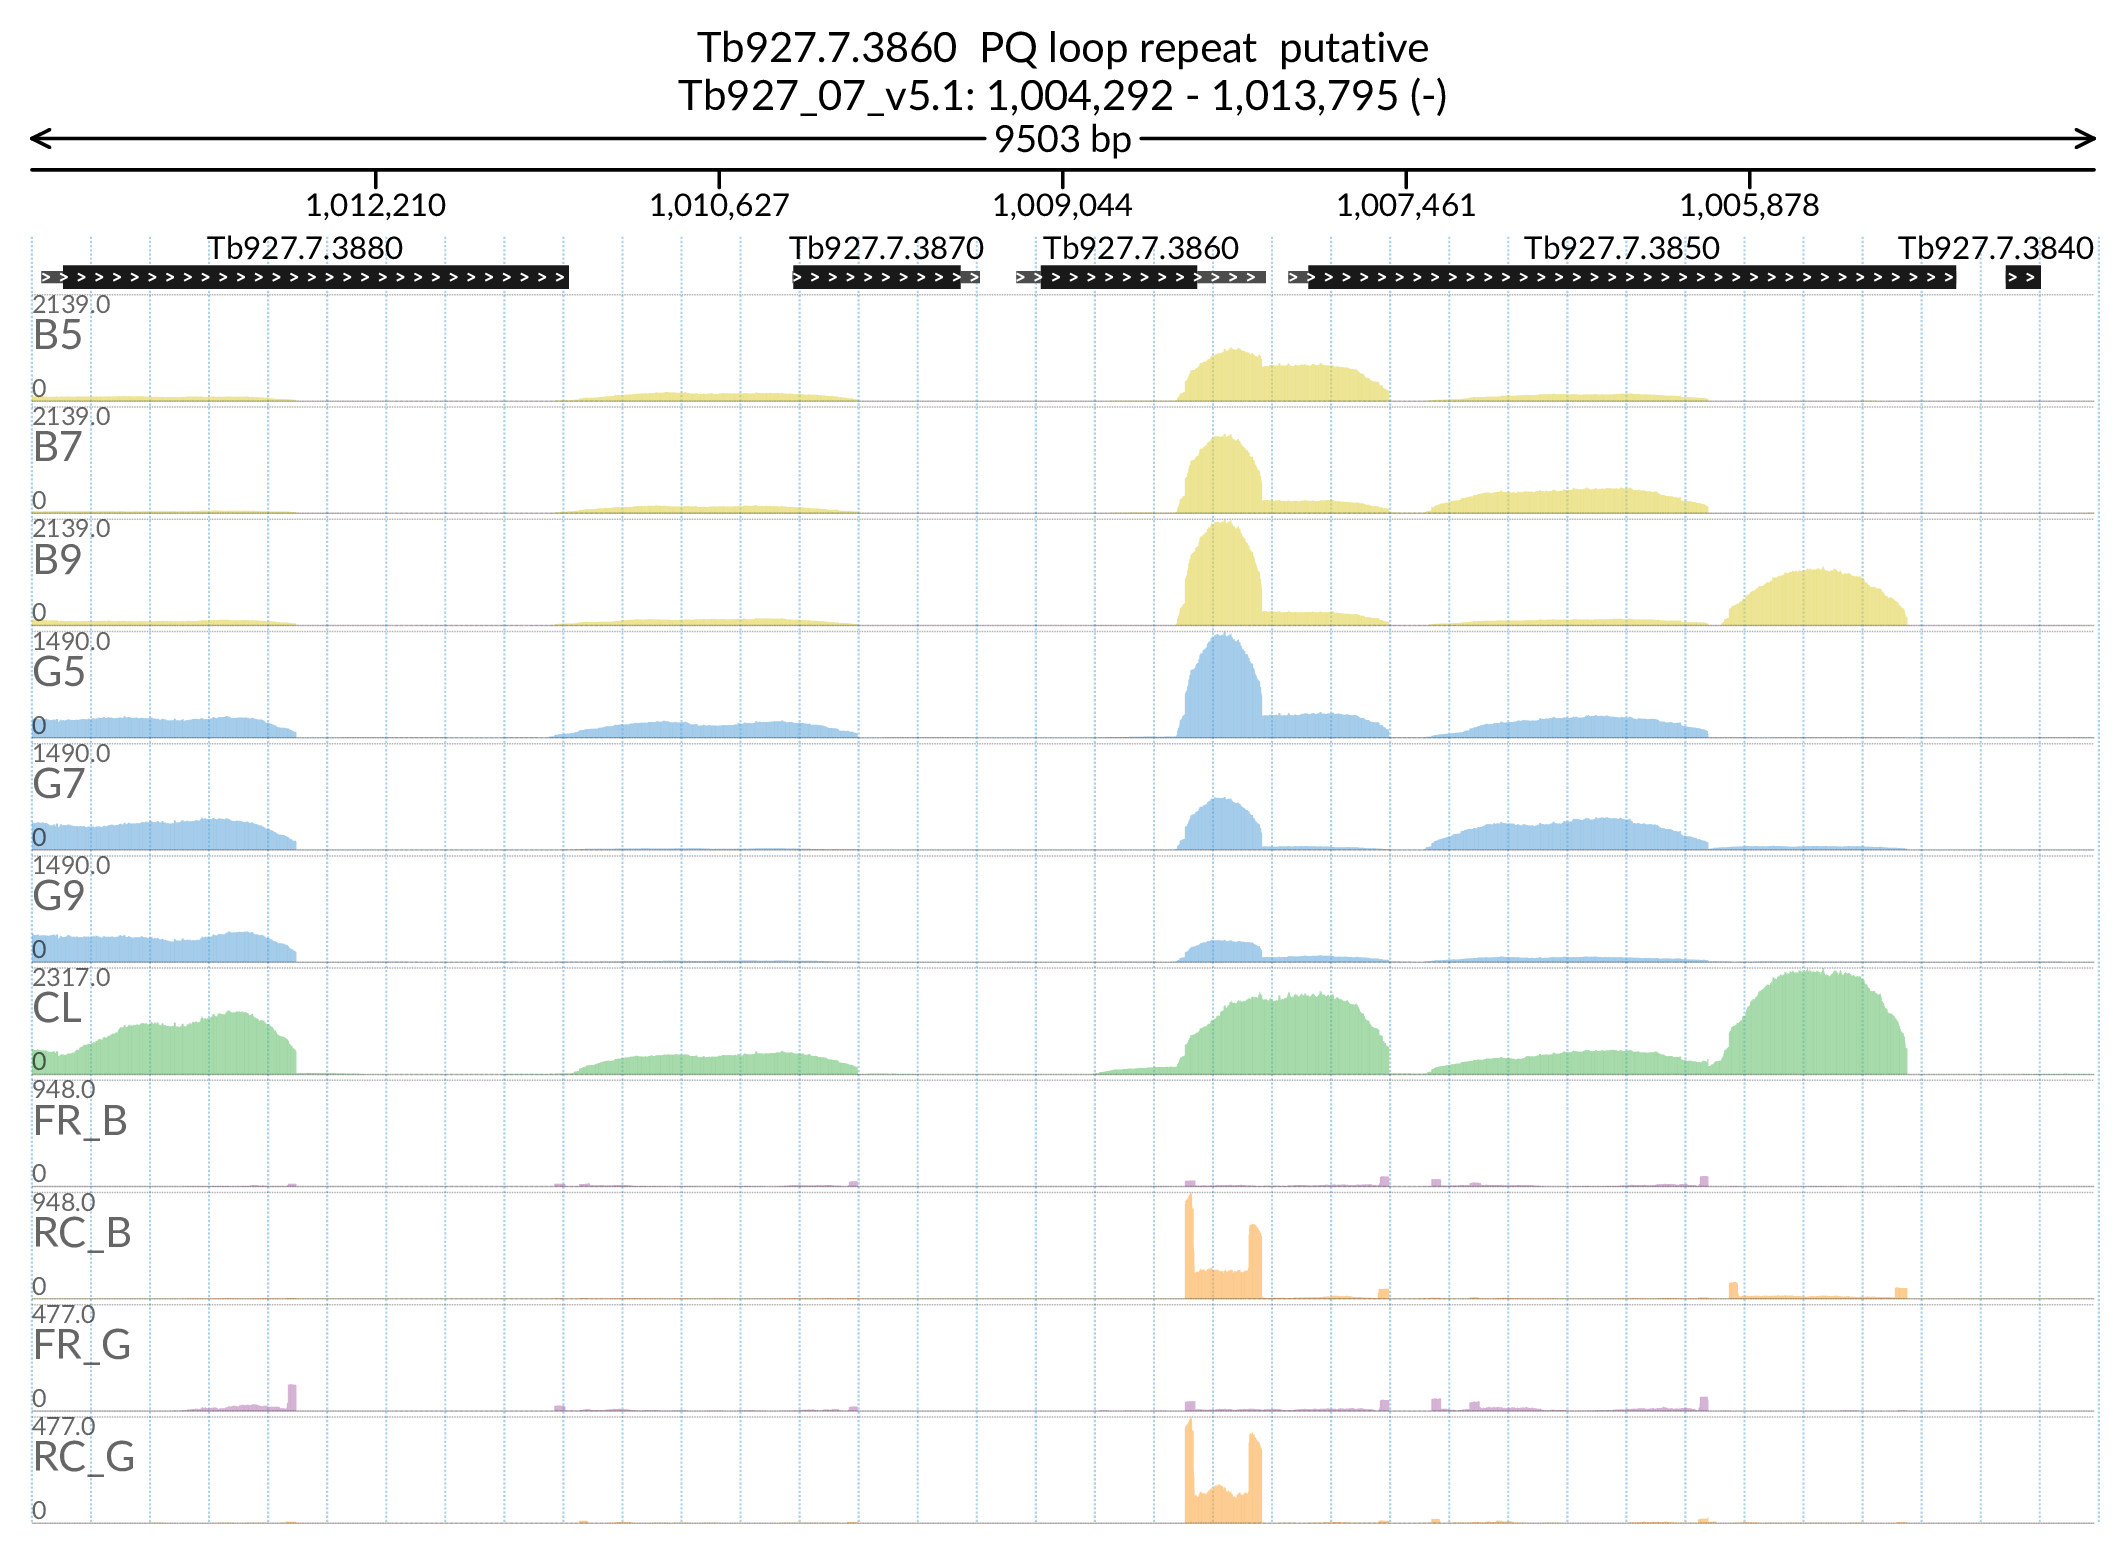 Tb927.7.3860 PQ loop repeat putative
Tb927_07_v5.1: 1,004,292 - 1,013,795 (-)
9503 bp
1,012,210 1,010,627 1,009,044 1,007,461 1,005,878
Tb927.7.3880 Tb927.7.3870 Tb927.7.3860 Tb927.7.3850 Tb927.7.3840
2139.0
B5
0
2139.0
B7
0
2139.0
B9
0
1490.0
G5
0
1490.0
G7
0
1490.0
G9
0
2317.0
CL
0
948.0
FR_B
0
948.0
RC_B
0
477.0
FR_G
0
477.0
RC_G
0